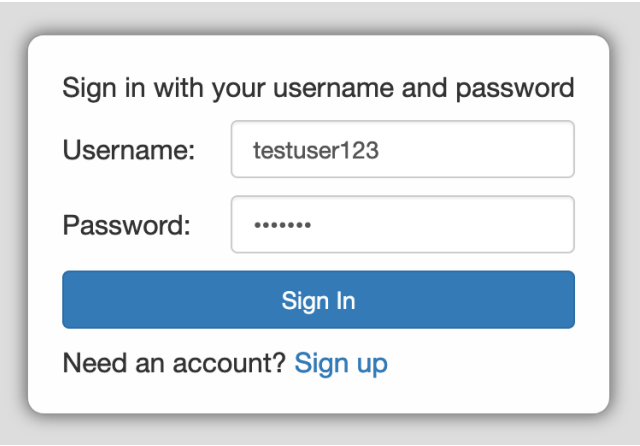 Sign in with your username and password
Username: testuser123
Password: •••••••
Sign In
Need an account? Sign up